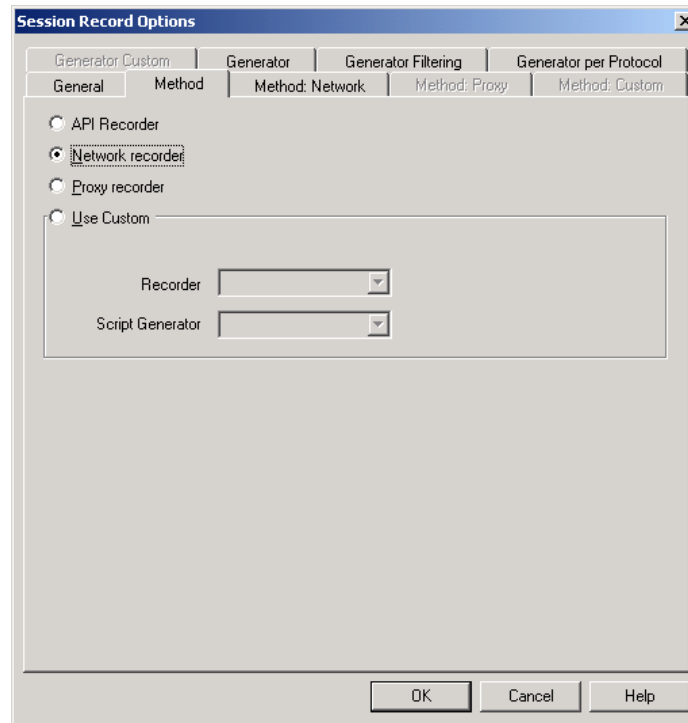 Session Record Options
Generator Custom
Generator
Generator Filtering
Generator per Protocol
General
Method
Method: Network
Method: Proxy
Method: Custom
API Recorder
Network recorder
Proxy recorder
Use Custom
Recorder
Script Generator
OK
Cancel
Help